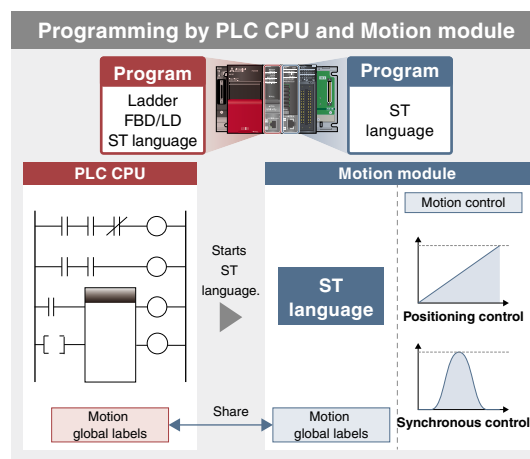 Programming by PLC CPU and Motion module
Program
Ladder
FBD/LD
ST language
Program
ST
language
PLC CPU
Motion module
Motion control
Starts
ST
language.
ST
language
Positioning control
Synchronous control
Motion
global labels
Share
Motion
global labels